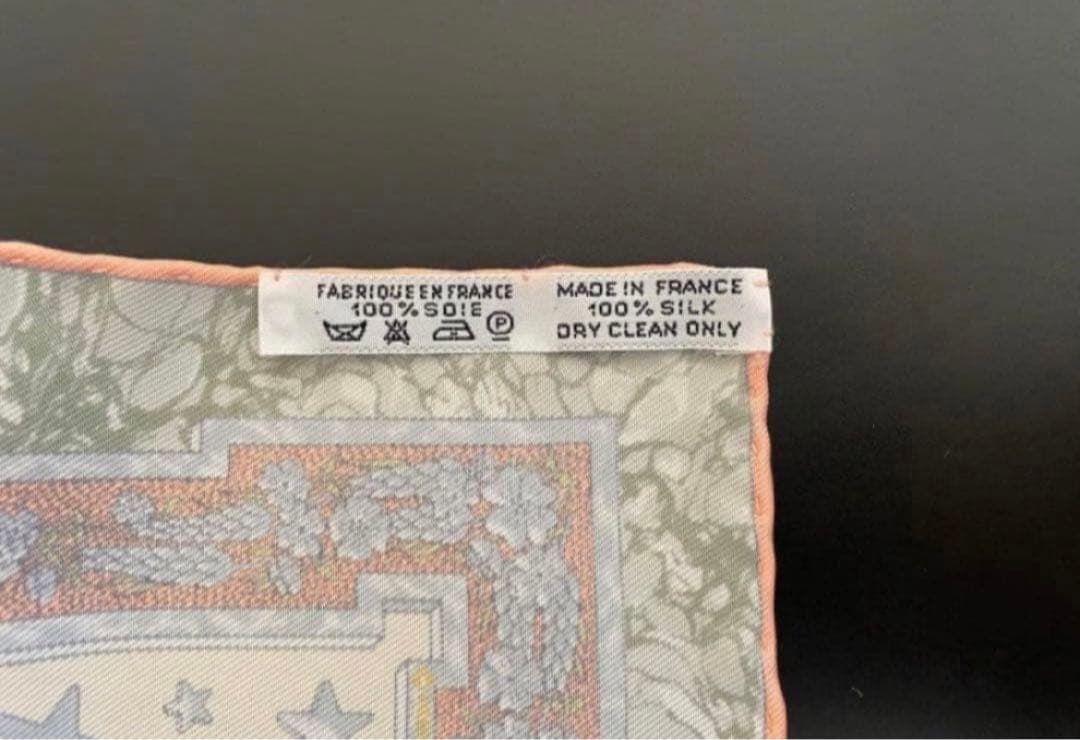 FABRIQUE EN FRANCE
100% SOIE
P
MADE IN FRANCE
100% SILK
DRY CLEAN ONLY